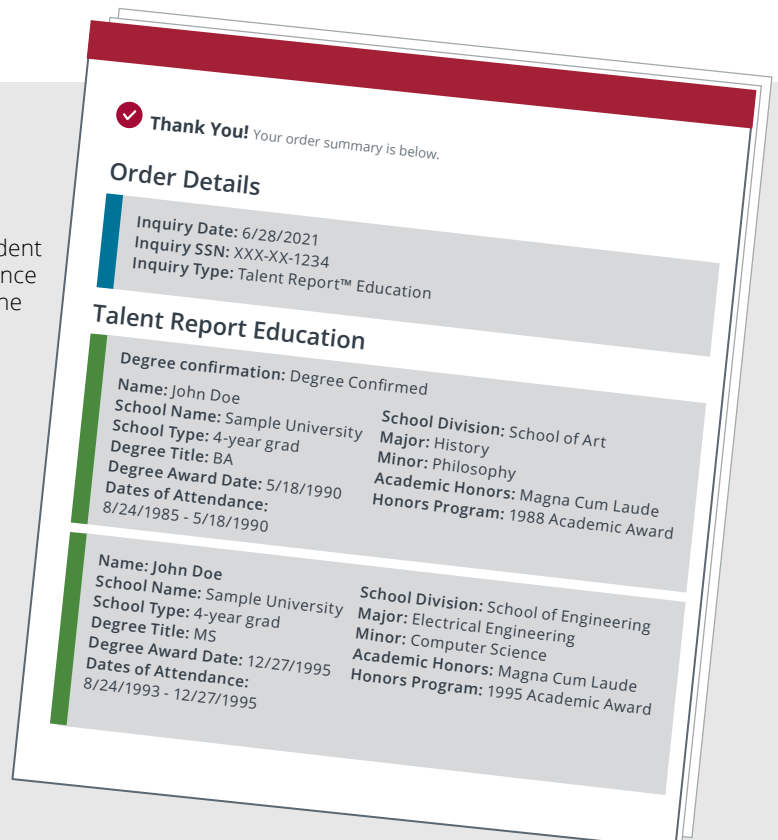 dent
nce
ne
Thank You! Your order summary is below.
Order Details
Inquiry Date: 6/28/2021
Inquiry SSN: XXX-XX-1234
Inquiry Type: Talent Report™ Education
Talent Report Education
Degree confirmation: Degree Confirmed
Name: John Doe
School Name: Sample University
School Type: 4-year grad
Degree Title: BA
Degree Award Date: 5/18/1990
Dates of Attendance:
8/24/1985 - 5/18/1990
School Division: School of Art
Major: History
Minor: Philosophy
Academic Honors: Magna Cum Laude
Honors Program: 1988 Academic Award
Name: John Doe
School Name: Sample University
School Type: 4-year grad
Degree Title: MS
Degree Award Date: 12/27/1995
Dates of Attendance:
8/24/1993 - 12/27/1995
School Division: School of Engineering
Major: Electrical Engineering
Minor: Computer Science
Academic Honors: Magna Cum Laude
Honors Program: 1995 Academic Award